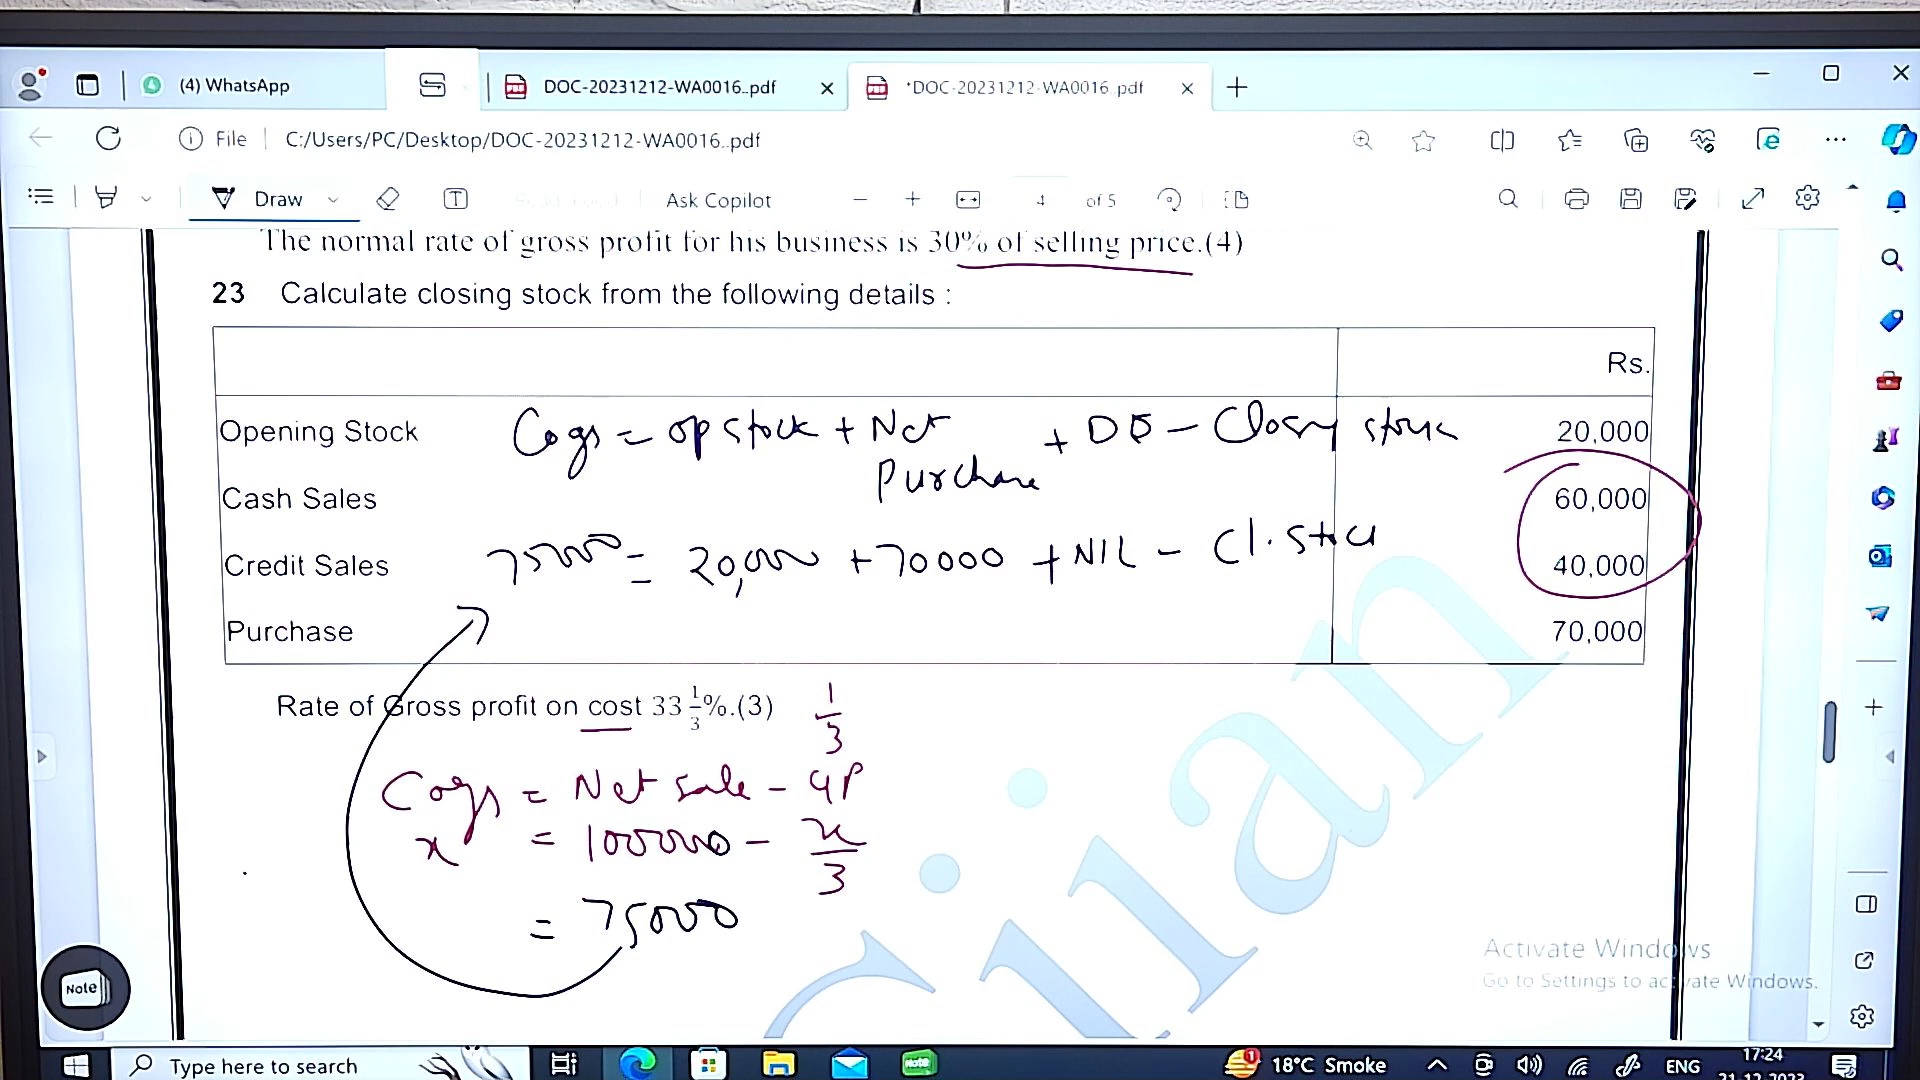 (4) WhatsApp
DOC-20231212-WA0016..pdf
*DOC-20231212-WA0016..pdf
File
C:/Users/PC/Desktop/DOC-20231212-WA0016..pdf
Draw
Ask Copilot
4 of 5
The normal rate of gross profit for his business is 30% of selling price.(4)
23 Calculate closing stock from the following details :
Rs.
Opening Stock 20,000
Cogs = op stock + Net Purchase + DE - Closing stock
Cash Sales 60,000
Credit Sales 40,000
75000 = 20,000 + 70000 + NIL - Cl. Stock
Purchase 70,000
Rate of Gross profit on cost 33 1/3%.(3)
1/3
Cogs = Net sale - GP
x = 100000 - x/3
= 75000
Activate Windows
Go to Settings to activate Windows.
Note
Type here to search
Note
1
18°C Smoke
ENG
17:24
21-12-2023